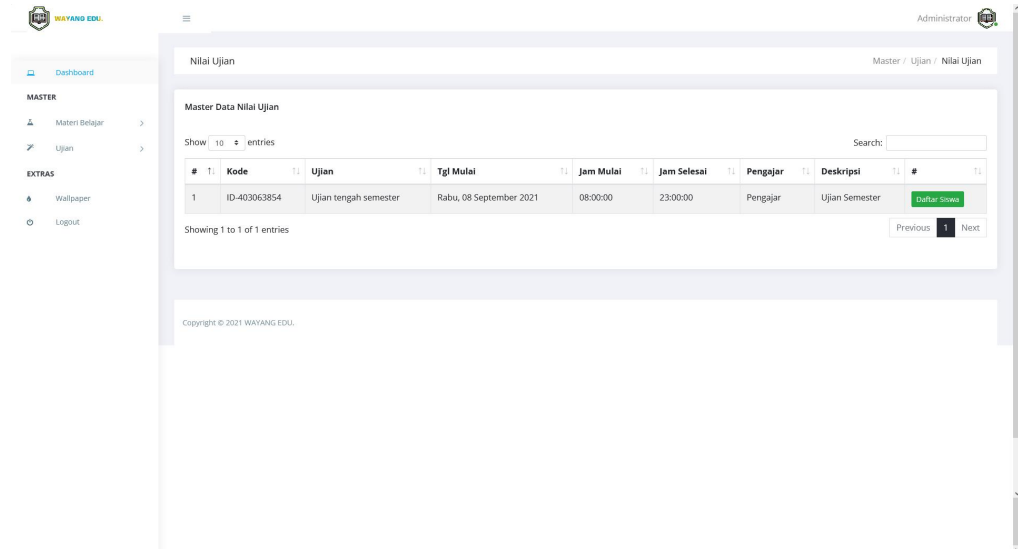 WAYANG EDU.
Administrator
Nilai Ujian
Master / Ujian / Nilai Ujian
Dashboard
MASTER
Materi Belajar
Ujian
EXTRAS
Wallpaper
Logout
Master Data Nilai Ujian
Show 10 entries
Search:
# Kode Ujian Tgl Mulai Jam Mulai Jam Selesai Pengajar Deskripsi #
1 ID-403063854 Ujian tengah semester Rabu, 08 September 2021 08:00:00 23:00:00 Pengajar Ujian Semester Daftar Siswa
Showing 1 to 1 of 1 entries
Previous 1 Next
Copyright © 2021 WAYANG EDU.